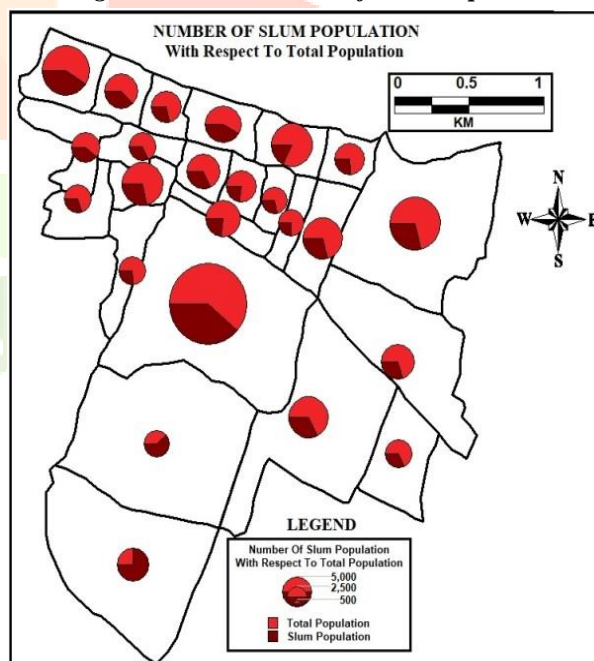 NUMBER OF SLUM POPULATION
With Respect To Total Population
0 0.5 1
KM
N
W E
S
LEGEND
Number Of Slum Population
With Respect To Total Population
5,000
2,500
500
Total Population
Slum Population